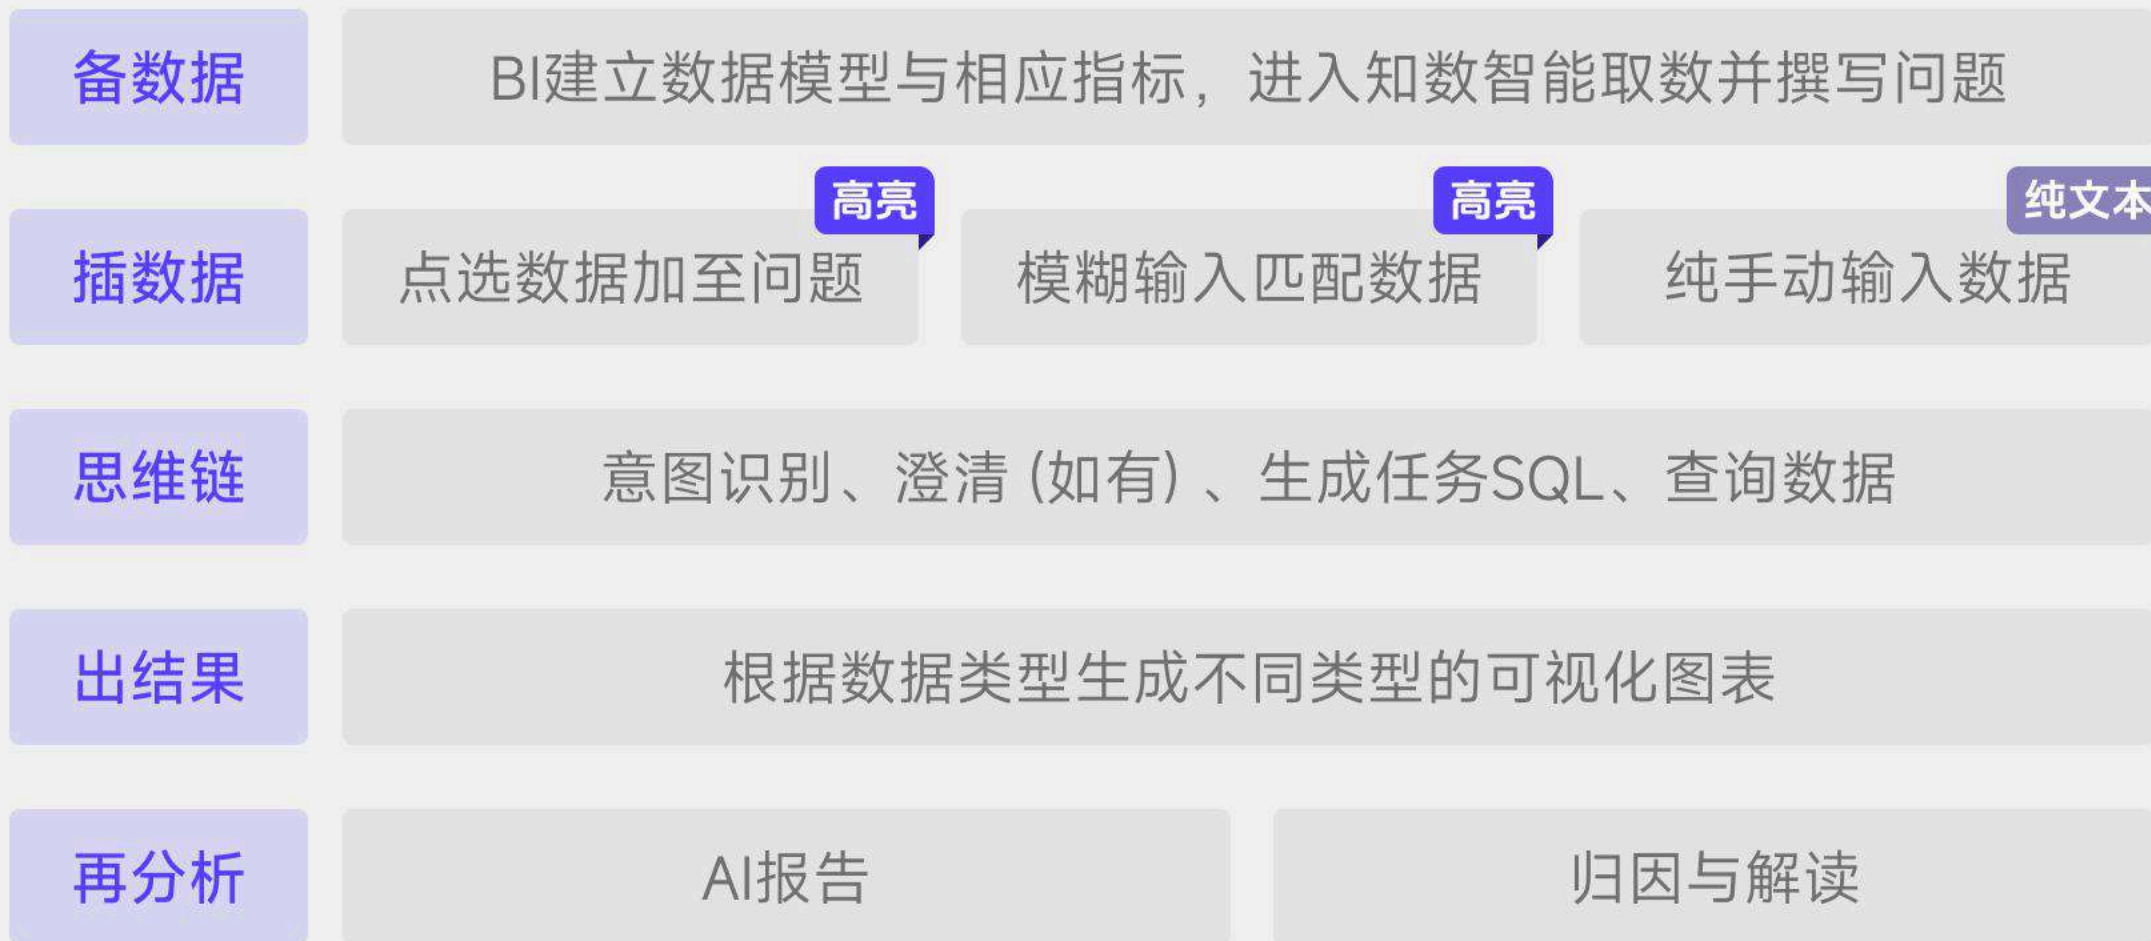 备数据
BI建立数据模型与相应指标，进入知数智能取数并撰写问题
高亮
高亮
纯文本
插数据
点选数据加至问题
模糊输入匹配数据
纯手动输入数据
思维链
意图识别、澄清(如有)、生成任务SQL、查询数据
出结果
根据数据类型生成不同类型的可视化图表
再分析
AI报告
归因与解读